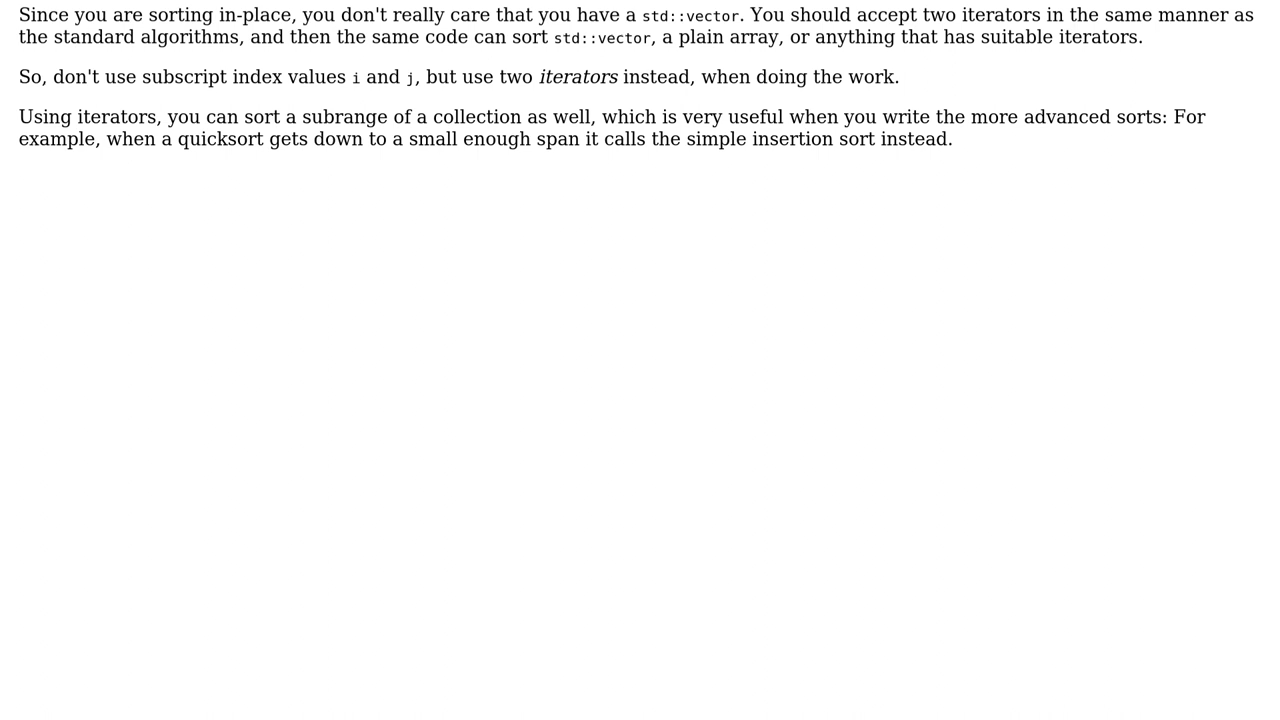 Since you are sorting in-place, you don't really care that you have a std::vector. You should accept two iterators in the same manner as
the standard algorithms, and then the same code can sort std::vector, a plain array, or anything that has suitable iterators.
So, don't use subscript index values i and j, but use two iterators instead, when doing the work.
Using iterators, you can sort a subrange of a collection as well, which is very useful when you write the more advanced sorts: For
example, when a quicksort gets down to a small enough span it calls the simple insertion sort instead.